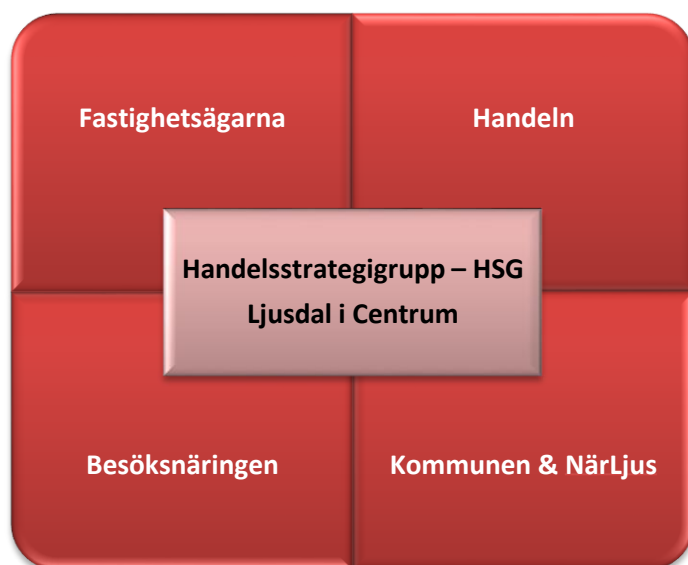 Fastighetsägarna
Handeln
Handelsstrategigrupp – HSG
Ljusdal i Centrum
Besöksnäringen
Kommunen & NärLjus